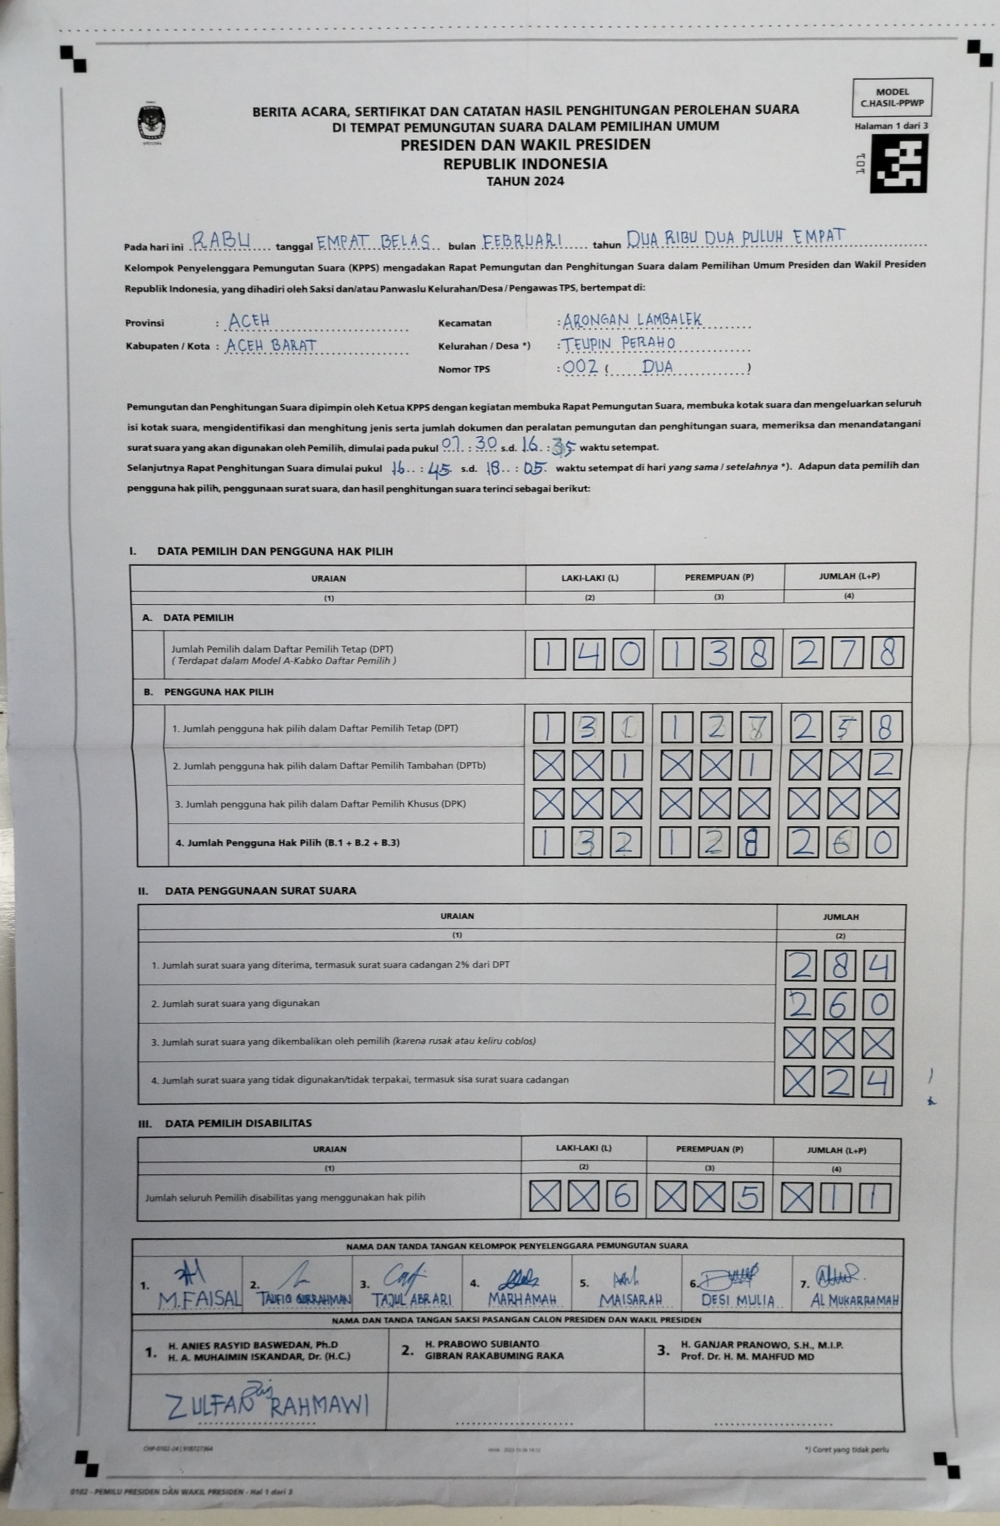 MODEL
C.HASIL-PPWP
Halaman 1 dari 3
101
BERITA ACARA, SERTIFIKAT DAN CATATAN HASIL PENGHITUNGAN PEROLEHAN SUARA
DI TEMPAT PEMUNGUTAN SUARA DALAM PEMILIHAN UMUM
PRESIDEN DAN WAKIL PRESIDEN
REPUBLIK INDONESIA
TAHUN 2024
Pada hari ini RABU tanggal EMPAT BELAS bulan FEBRUARI tahun DUA RIBU DUA PULUH EMPAT
Kelompok Penyelenggara Pemungutan Suara (KPPS) mengadakan Rapat Pemungutan dan Penghitungan Suara dalam Pemilihan Umum Presiden dan Wakil Presiden
Republik Indonesia, yang dihadiri oleh Saksi dan/atau Panwaslu Kelurahan/Desa / Pengawas TPS, bertempat di:
Provinsi : ACEH Kecamatan : ARONGAN LAMBALEK
Kabupaten / Kota : ACEH BARAT Kelurahan / Desa *) : TEUPIN PERAHO
Nomor TPS : 002 ( DUA )
Pemungutan dan Penghitungan Suara dipimpin oleh Ketua KPPS dengan kegiatan membuka Rapat Pemungutan Suara, membuka kotak suara dan mengeluarkan seluruh
isi kotak suara, mengidentifikasi dan menghitung jenis serta jumlah dokumen dan peralatan pemungutan dan penghitungan suara, memeriksa dan menandatangani
surat suara yang akan digunakan oleh Pemilih, dimulai pada pukul 07 : 30 s.d. 16 : 35 waktu setempat.
Selanjutnya Rapat Penghitungan Suara dimulai pukul 16 : 45 s.d. 18 : 05 waktu setempat di hari yang sama / setelahnya *). Adapun data pemilih dan
pengguna hak pilih, penggunaan surat suara, dan hasil penghitungan suara terinci sebagai berikut:
I. DATA PEMILIH DAN PENGGUNA HAK PILIH
URAIAN LAKI-LAKI (L) PEREMPUAN (P) JUMLAH (L+P)
(1) (2) (3) (4)
A. DATA PEMILIH
Jumlah Pemilih dalam Daftar Pemilih Tetap (DPT) 140 138 278
( Terdapat dalam Model A-Kabko Daftar Pemilih )
B. PENGGUNA HAK PILIH
1. Jumlah pengguna hak pilih dalam Daftar Pemilih Tetap (DPT) 131 127 258
2. Jumlah pengguna hak pilih dalam Daftar Pemilih Tambahan (DPTb) XX1 XX1 XX2
3. Jumlah pengguna hak pilih dalam Daftar Pemilih Khusus (DPK) XXX XXX XXX
4. Jumlah Pengguna Hak Pilih (B.1 + B.2 + B.3) 132 128 260
II. DATA PENGGUNAAN SURAT SUARA
URAIAN JUMLAH
(1) (2)
1. Jumlah surat suara yang diterima, termasuk surat suara cadangan 2% dari DPT 284
2. Jumlah surat suara yang digunakan 260
3. Jumlah surat suara yang dikembalikan oleh pemilih (karena rusak atau keliru coblos) XXX
4. Jumlah surat suara yang tidak digunakan/tidak terpakai, termasuk sisa surat suara cadangan X24
III. DATA PEMILIH DISABILITAS
URAIAN LAKI-LAKI (L) PEREMPUAN (P) JUMLAH (L+P)
(1) (2) (3) (4)
Jumlah seluruh Pemilih disabilitas yang menggunakan hak pilih XX6 XX5 X11
NAMA DAN TANDA TANGAN KELOMPOK PENYELENGGARA PEMUNGUTAN SUARA
1. 2. 3. 4. 5. 6. 7.
M.FAISAL TAUFIQ TAJUL ABRARI MARHAMAH MAISARAH DESI MULIA AL MUKARRAMAH
NAMA DAN TANDA TANGAN SAKSI PASANGAN CALON PRESIDEN DAN WAKIL PRESIDEN
1. H. ANIES RASYID BASWEDAN, Ph.D
H. A. MUHAIMIN ISKANDAR, Dr. (H.C.)
2. H. PRABOWO SUBIANTO
GIBRAN RAKABUMING RAKA
3. H. GANJAR PRANOWO, S.H., M.I.P.
Prof. Dr. H. M. MAHFUD MD
RAHMAWI
*) Coret yang tidak perlu
0102 - PEMILU PRESIDEN DAN WAKIL PRESIDEN - Hal 1 dari 3